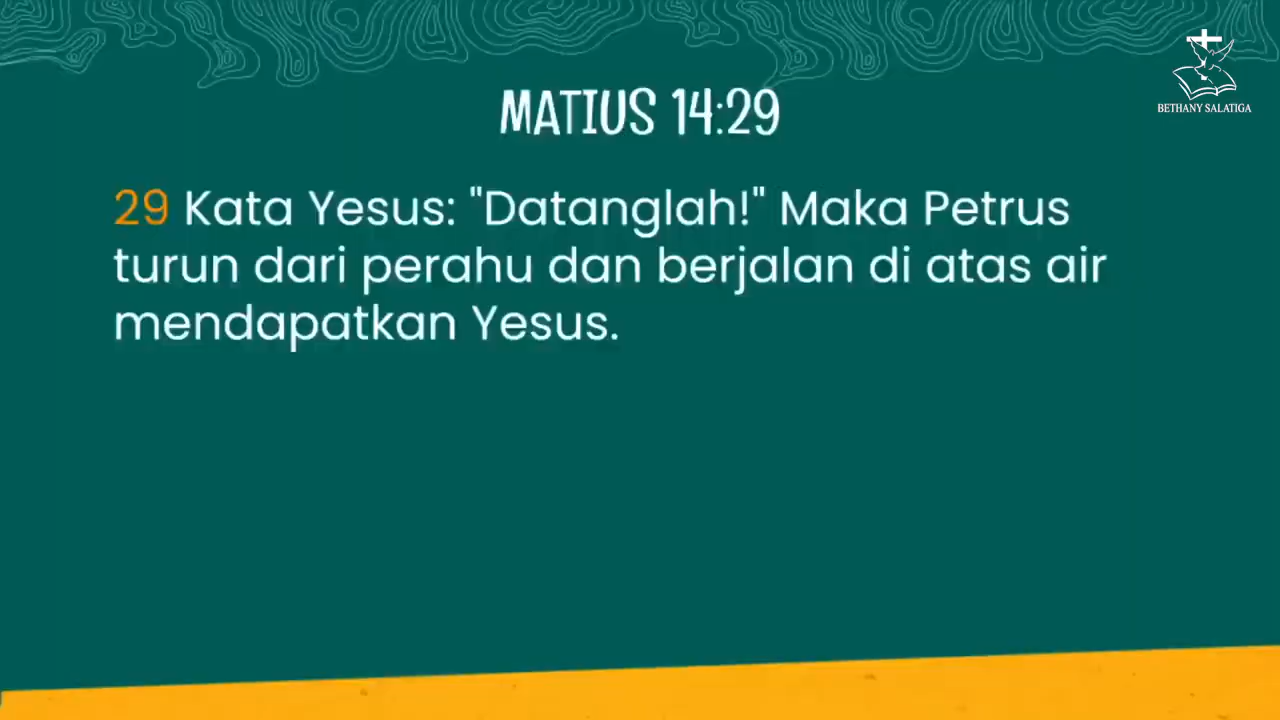 BETHANY SALATIGA
MATIUS 14:29
29 Kata Yesus: "Datanglah!" Maka Petrus
turun dari perahu dan berjalan di atas air
mendapatkan Yesus.